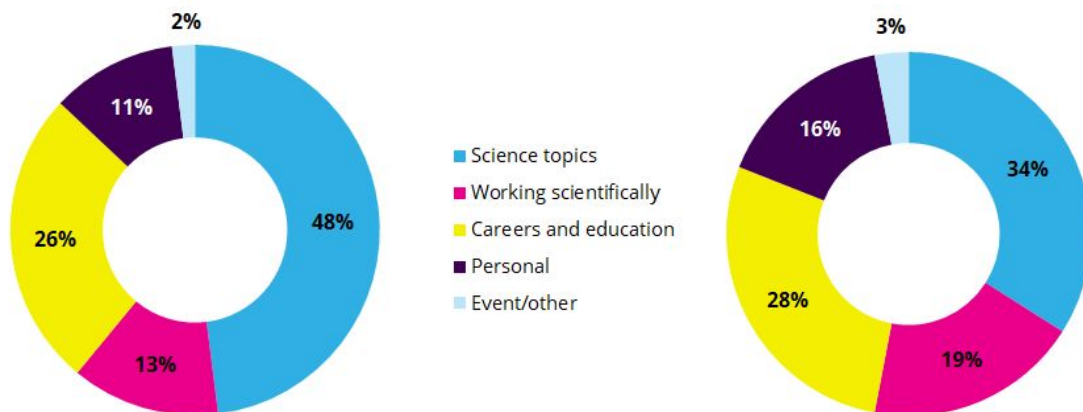 2%
11%
26%
48%
13%
Science topics
Working scientifically
Careers and education
Personal
Event/other
3%
16%
34%
28%
19%